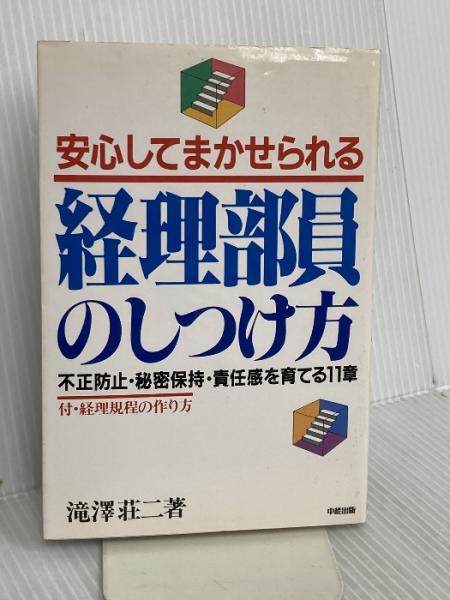 安心してまかせられる
経理部員
のしつけ方
不正防止・秘密保持・責任感を育てる11章
付・経理規程の作り方
滝澤荘二著
中経出版